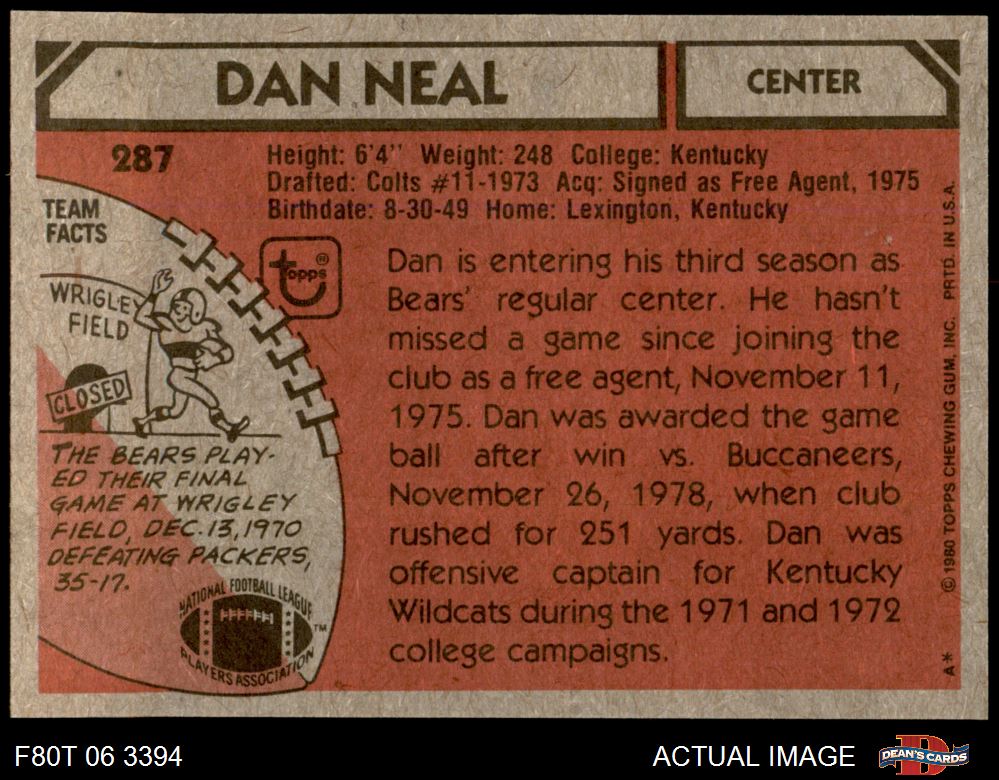 DAN NEAL
CENTER
287
Height: 6'4" Weight: 248 College: Kentucky
Drafted: Colts #11-1973 Acq: Signed as Free Agent, 1975
Birthdate: 8-30-49 Home: Lexington, Kentucky
TEAM
FACTS
WRIGLEY
FIELD
CLOSED
THE BEARS PLAY-
ED THEIR FINAL
GAME AT WRIGLEY
FIELD, DEC.13,1970
DEFEATING PACKERS,
35-17.
NATIONAL FOOTBALL LEAGUE
PLAYERS ASSOCIATION
TM
topps®
Dan is entering his third season as
Bears' regular center. He hasn't
missed a game since joining the
club as a free agent, November 11,
1975. Dan was awarded the game
ball after win vs. Buccaneers,
November 26, 1978, when club
rushed for 251 yards. Dan was
offensive captain for Kentucky
Wildcats during the 1971 and 1972
college campaigns.
© 1980 TOPPS CHEWING GUM, INC. PRTD. IN U.S.A.
A*
F80T 06 3394
ACTUAL IMAGE
DEAN'S CARDS